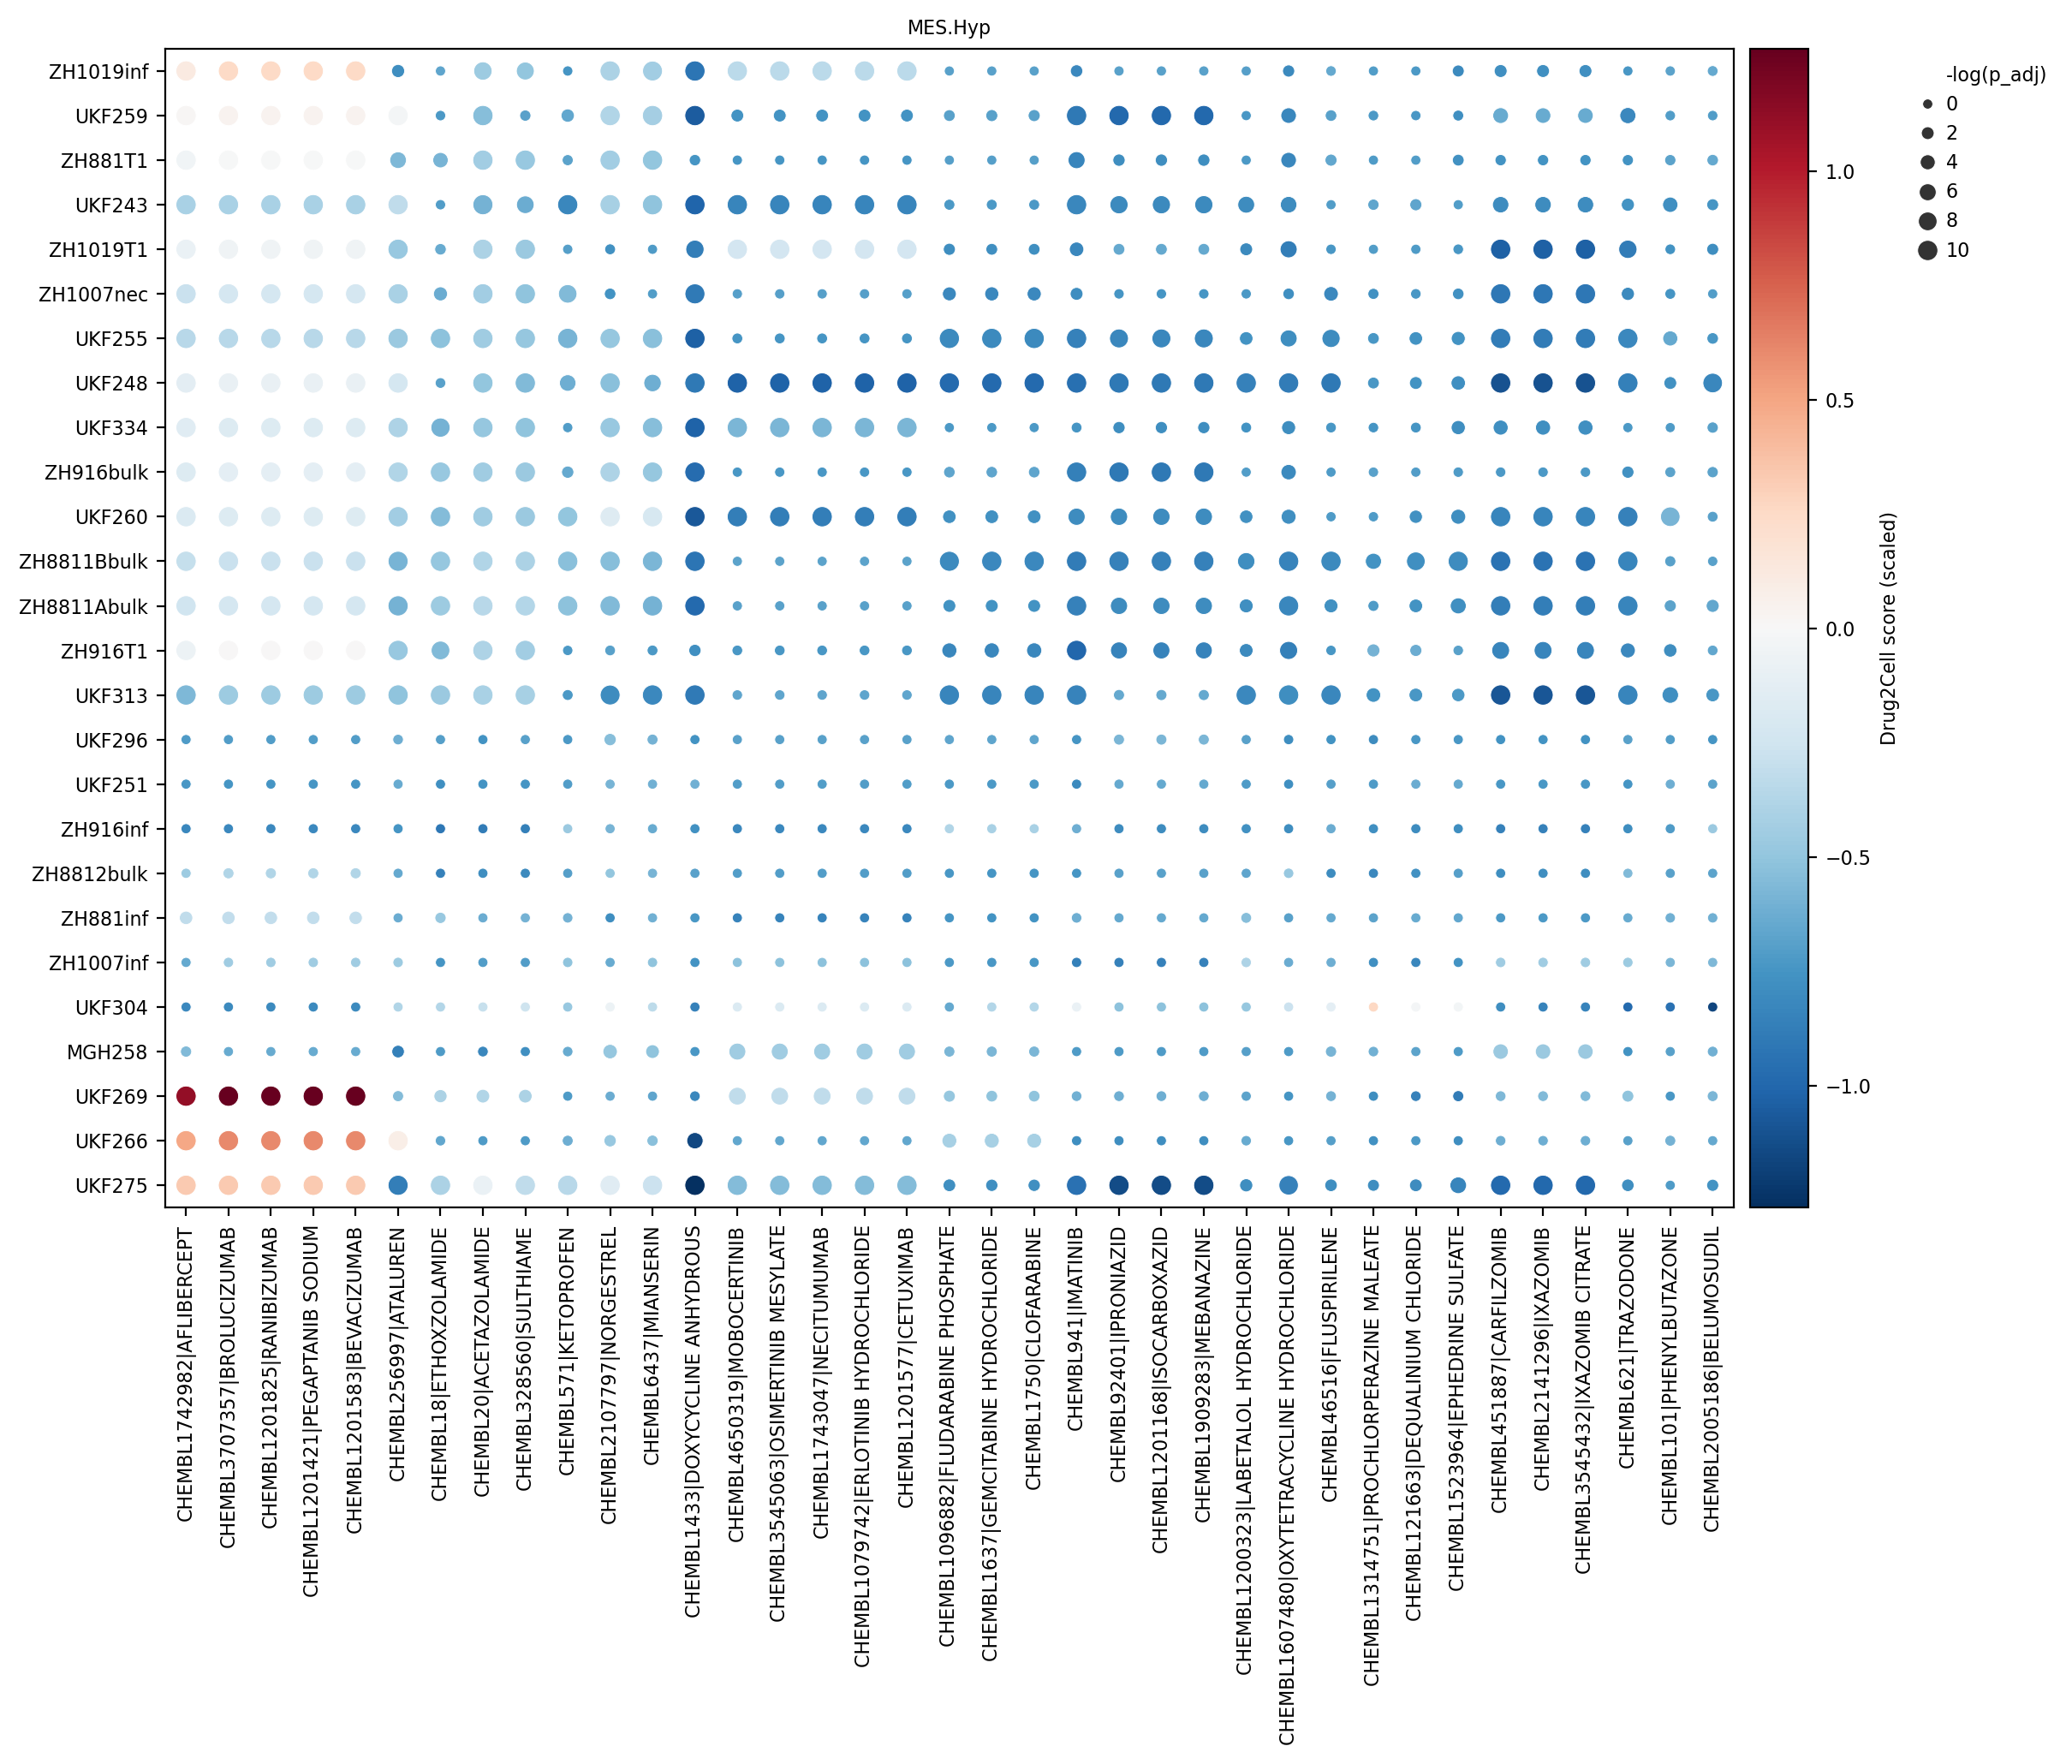 MES.Hyp
ZH1019inf
UKF259
ZH881T1
UKF243
ZH1019T1
ZH1007nec
UKF255
UKF248
UKF334
ZH916bulk
UKF260
ZH8811Bbulk
ZH8811Abulk
ZH916T1
UKF313
UKF296
UKF251
ZH916inf
ZH8812bulk
ZH881inf
ZH1007inf
UKF304
MGH258
UKF269
UKF266
UKF275
CHEMBL1742982|AFLIBERCEPT
CHEMBL3707357|BROLUCIZUMAB
CHEMBL1201825|RANIBIZUMAB
CHEMBL1201421|PEGAPTANIB SODIUM
CHEMBL1201583|BEVACIZUMAB
CHEMBL256997|ATALUREN
CHEMBL18|ETHOXZOLAMIDE
CHEMBL20|ACETAZOLAMIDE
CHEMBL328560|SULTHIAME
CHEMBL571|KETOPROFEN
CHEMBL2107797|NORGESTREL
CHEMBL6437|MIANSERIN
CHEMBL1433|DOXYCYCLINE ANHYDROUS
CHEMBL4650319|MOBOCERTINIB
CHEMBL3545063|OSIMERTINIB MESYLATE
CHEMBL1743047|NECITUMUMAB
CHEMBL1079742|ERLOTINIB HYDROCHLORIDE
CHEMBL1201577|CETUXIMAB
CHEMBL1096882|FLUDARABINE PHOSPHATE
CHEMBL1637|GEMCITABINE HYDROCHLORIDE
CHEMBL1750|CLOFARABINE
CHEMBL941|IMATINIB
CHEMBL92401|IPRONIAZID
CHEMBL1201168|ISOCARBOXAZID
CHEMBL1909283|MEBANAZINE
CHEMBL1200323|LABETALOL HYDROCHLORIDE
CHEMBL1607480|OXYTETRACYCLINE HYDROCHLORIDE
CHEMBL46516|FLUSPIRILENE
CHEMBL1314751|PROCHLORPERAZINE MALEATE
CHEMBL121663|DEQUALINIUM CHLORIDE
CHEMBL1523964|EPHEDRINE SULFATE
CHEMBL451887|CARFILZOMIB
CHEMBL2141296|IXAZOMIB
CHEMBL3545432|IXAZOMIB CITRATE
CHEMBL621|TRAZODONE
CHEMBL101|PHENYLBUTAZONE
CHEMBL2005186|BELUMOSUDIL
1.0
0.5
0.0
−0.5
−1.0
Drug2Cell score (scaled)
-log(p_adj)
0
2
4
6
8
10